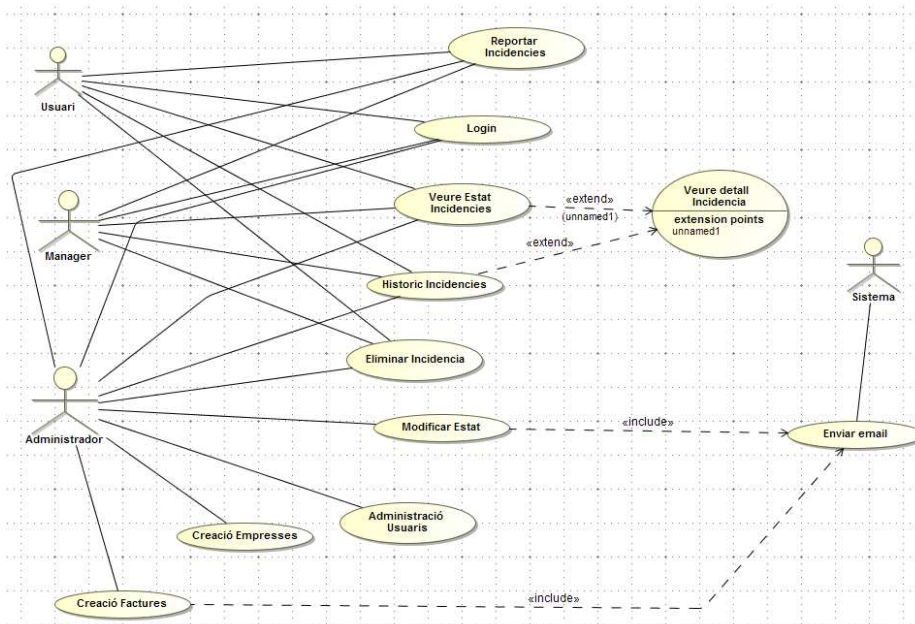 Reportar
Incidencies
Usuari
Login
Veure Estat
Incidencies
«extend»
(unnamed1)
Veure detall
Incidencia
extension points
unnamed1
«extend»
Manager
Historic Incidencies
Sistema
Eliminar Incidencia
Administrador
Modificar Estat
«include»
Enviar email
Administració
Usuaris
Creació Empresses
Creació Factures
«include»